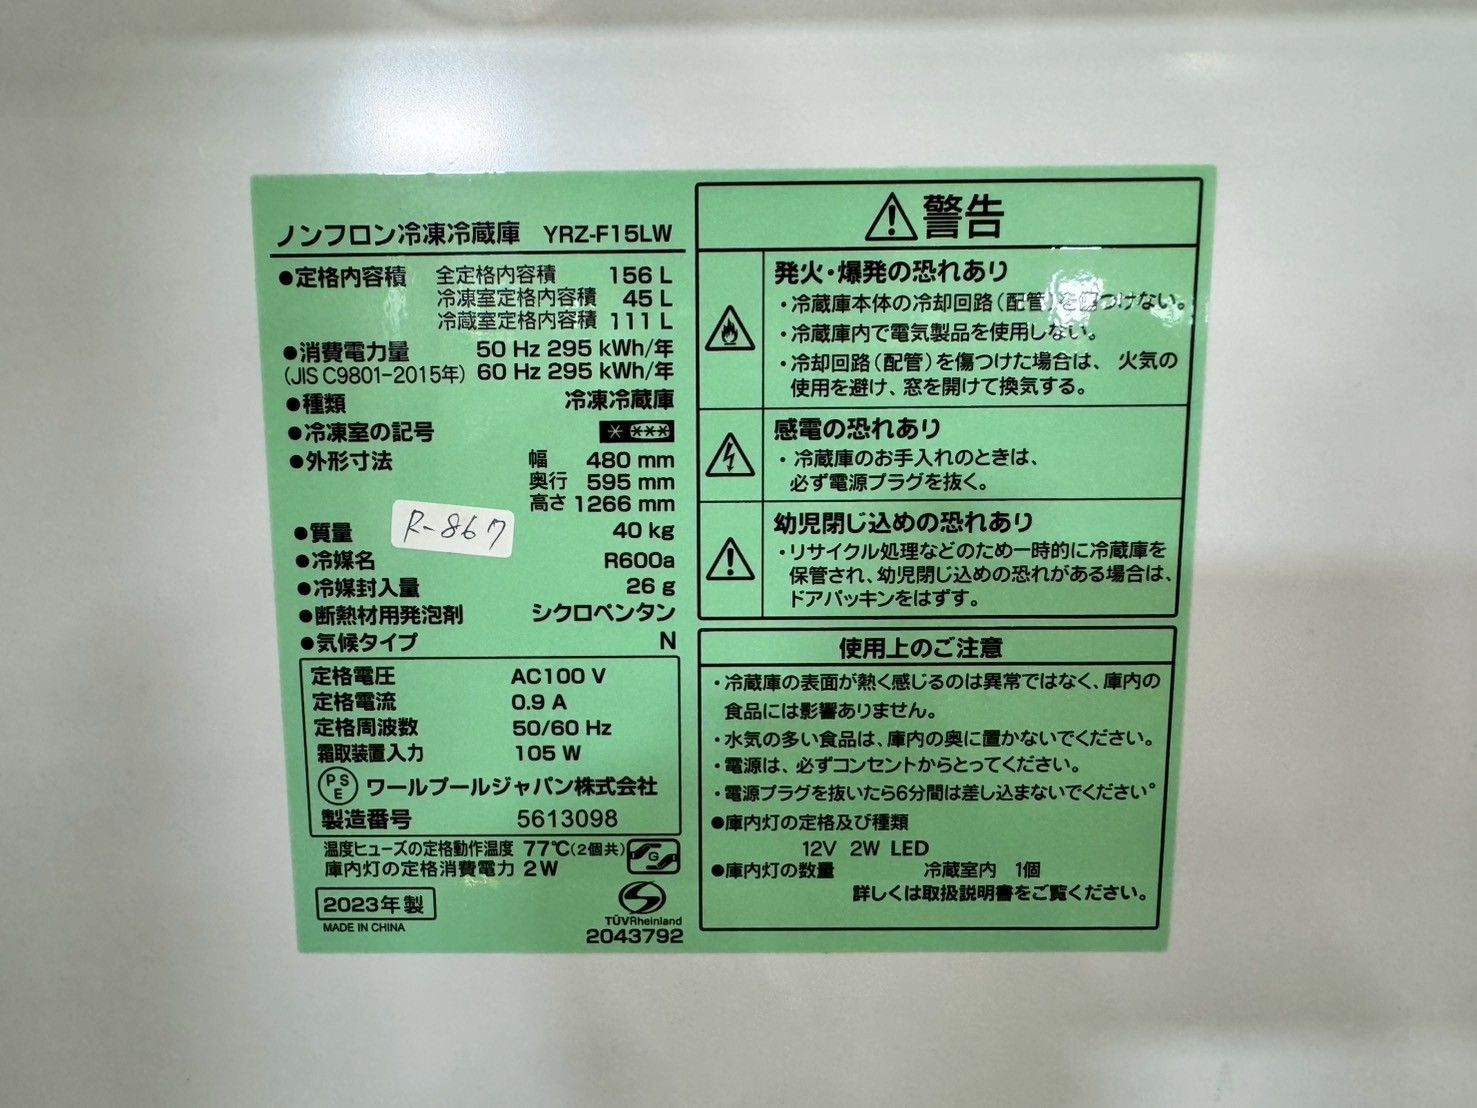 ノンフロン冷凍冷蔵庫 YRZ-F15LW
●定格内容積 全定格内容積 156 L
冷凍室定格内容積 45 L
冷蔵室定格内容積 111 L
●消費電力量 50 Hz 295 kWh/年
(JIS C9801-2015年) 60 Hz 295 kWh/年
●種類 冷凍冷蔵庫
●冷凍室の記号
●外形寸法 幅 480 mm
奥行 595 mm
高さ 1266 mm
●質量 40 kg
R-867
●冷媒名 R600a
●冷媒封入量 26 g
●断熱材用発泡剤 シクロペンタン
●気候タイプ N
定格電圧 AC100 V
定格電流 0.9 A
定格周波数 50/60 Hz
霜取装置入力 105 W
PSE ワールプールジャパン株式会社
製造番号 5613098
温度ヒューズの定格動作温度 77℃(2個共)
G
庫内灯の定格消費電力 2W
2023年製
MADE IN CHINA
TÜVRheinland
2043792
警告
発火・爆発の恐れあり
・冷蔵庫本体の冷却回路(配管)を傷つけない。
・冷蔵庫内で電気製品を使用しない。
・冷却回路(配管)を傷つけた場合は、火気の
使用を避け、窓を開けて換気する。
感電の恐れあり
・冷蔵庫のお手入れのときは、
必ず電源プラグを抜く。
幼児閉じ込めの恐れあり
・リサイクル処理などのため一時的に冷蔵庫を
保管され、幼児閉じ込めの恐れがある場合は、
ドアパッキンをはずす。
使用上のご注意
・冷蔵庫の表面が熱く感じるのは異常ではなく、庫内の
食品には影響ありません。
・水気の多い食品は、庫内の奥に置かないでください。
・電源は、必ずコンセントからとってください。
・電源プラグを抜いたら6分間は差し込まないでください。
●庫内灯の定格及び種類
12V 2W LED
●庫内灯の数量 冷蔵室内 1個
詳しくは取扱説明書をご覧ください。